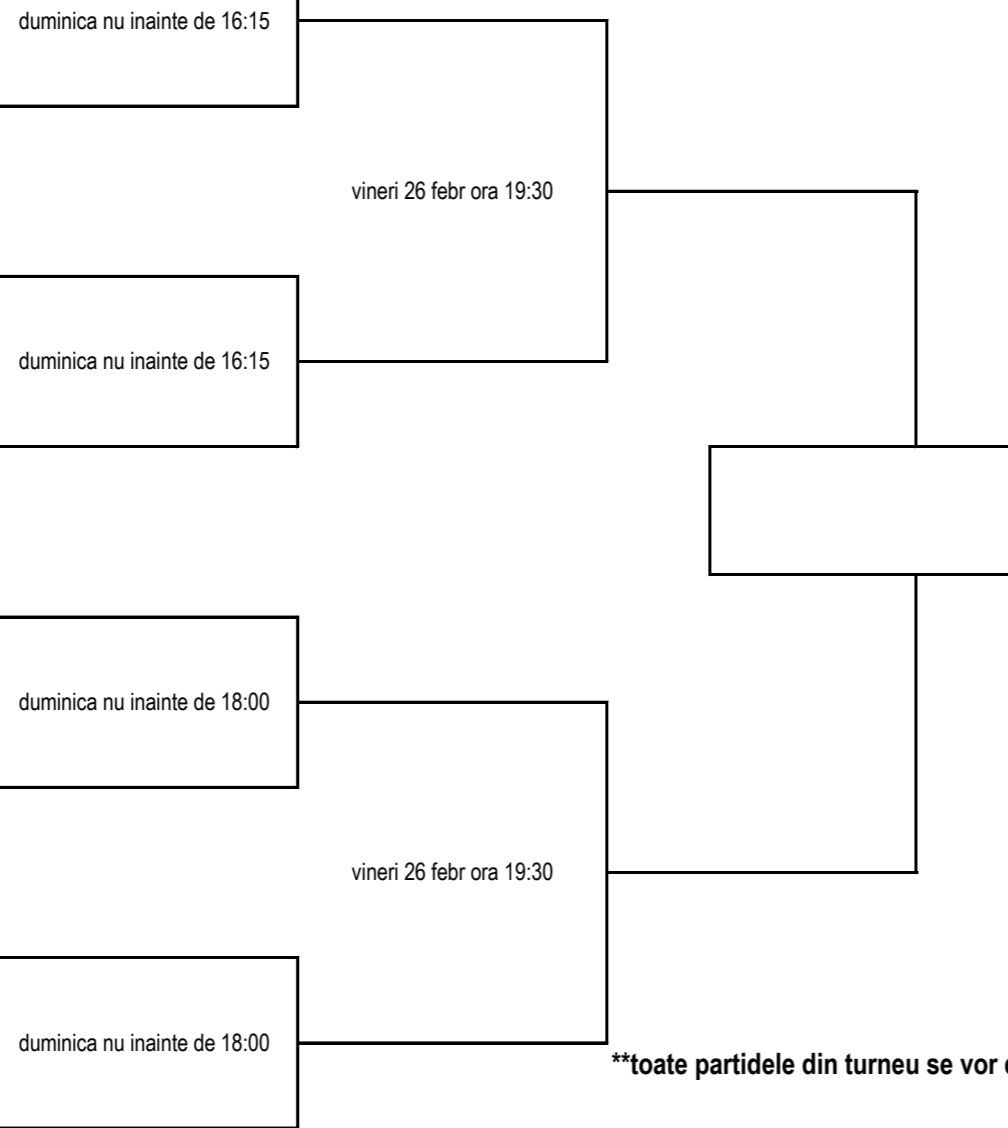 duminica nu inainte de 16:15
vineri 26 febr ora 19:30
duminica nu inainte de 16:15
duminica nu inainte de 18:00
vineri 26 febr ora 19:30
duminica nu inainte de 18:00
**toate partidele din turneu se vor